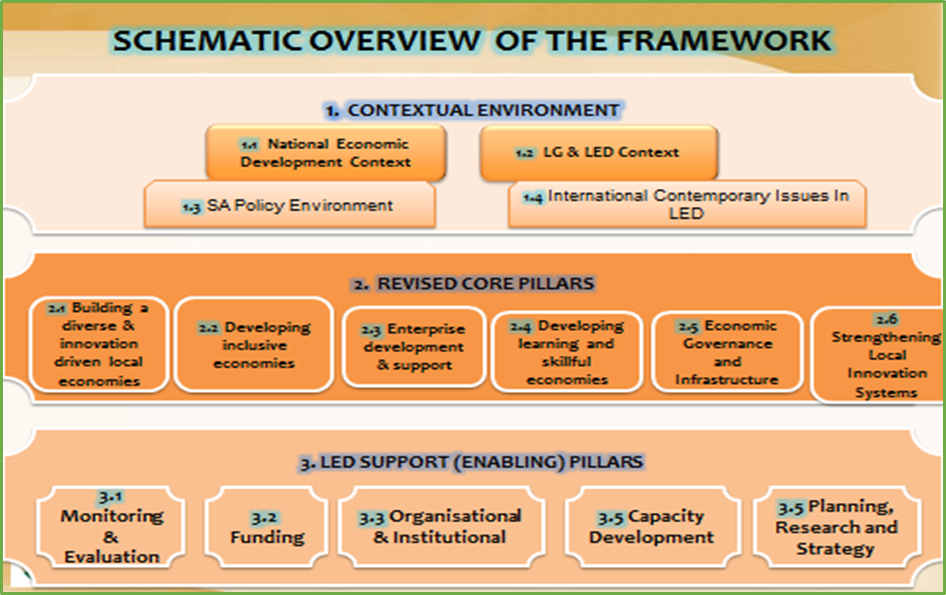 SCHEMATIC OVERVIEW OF THE FRAMEWORK
1. CONTEXTUAL ENVIRONMENT
1.1 National Economic
Development Context
1.2 LG & LED Context
1.3 SA Policy Environment
1.4 International Contemporary Issues In
LED
2. REVISED CORE PILLARS
2.1 Building a
diverse &
innovation
driven local
economies
2.2 Developing
inclusive
economies
2.3 Enterprise
development
& support
2.4 Developing
learning and
skillful
economies
2.5 Economic
Governance
and
Infrastructure
2.6
Strengthening
Local
Innovation
Systems
3. LED SUPPORT (ENABLING) PILLARS
3.1
Monitoring
&
Evaluation
3.2
Funding
3.3 Organisational
& Institutional
3.5 Capacity
Development
3.5 Planning,
Research and
Strategy